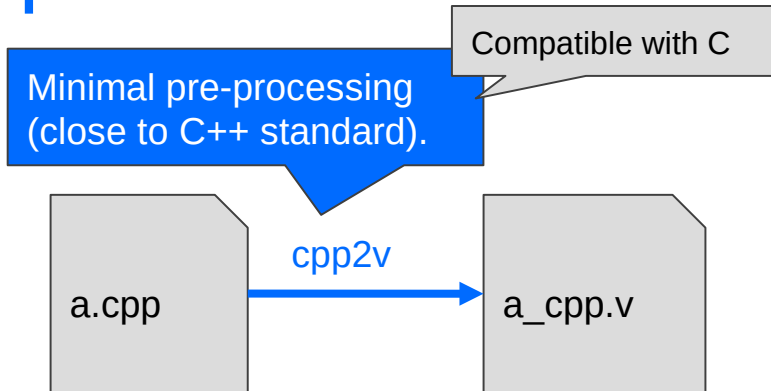 Compatible with C
Minimal pre-processing
(close to C++ standard).
cpp2v
a.cpp
a_cpp.v